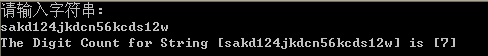 请输入字符串:
sakd124jkdcn56kcds12w
The Digit Count for String [sakd124jkdcn56kcds12w] is [7]